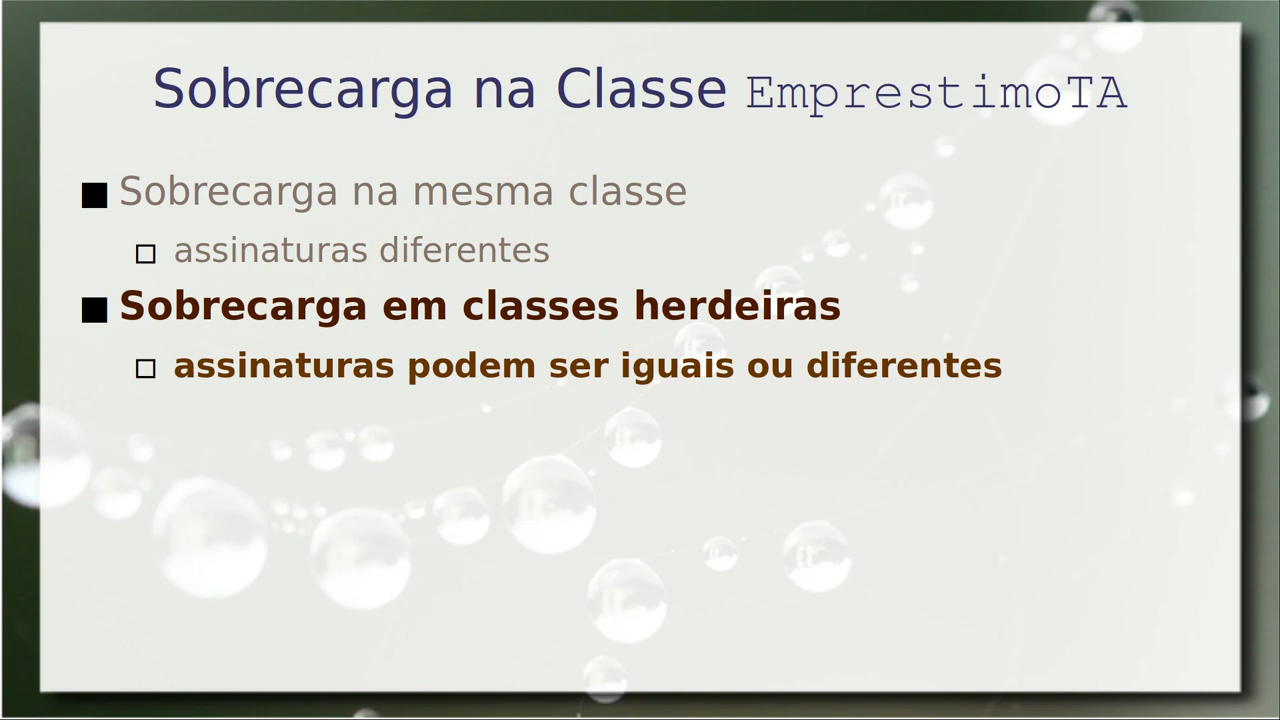 Sobrecarga na Classe EmprestimoTA
Sobrecarga na mesma classe
assinaturas diferentes
Sobrecarga em classes herdeiras
assinaturas podem ser iguais ou diferentes